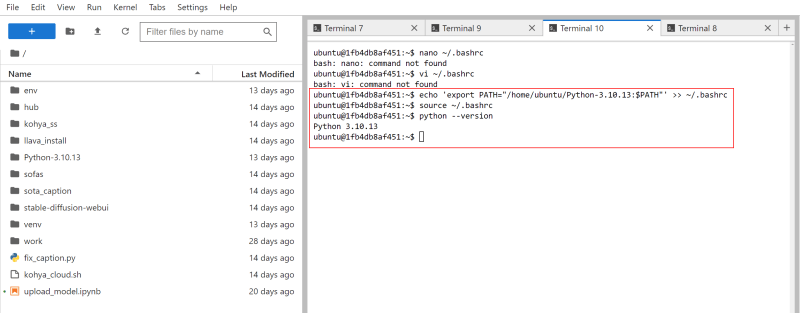 File Edit View Run Kernel Tabs Settings Help
+ Filter files by name
/
Name Last Modified
env 13 days ago
hub 14 days ago
kohya_ss 14 days ago
llava_install 14 days ago
Python-3.10.13 13 days ago
sofas 14 days ago
sota_caption 14 days ago
stable-diffusion-webui 14 days ago
venv 13 days ago
work 28 days ago
fix_caption.py 14 days ago
kohya_cloud.sh 14 days ago
upload_model.ipynb 20 days ago
Terminal 7 Terminal 9 Terminal 10 Terminal 8
ubuntu@1fb4db8af451:~$ nano ~/.bashrc
bash: nano: command not found
ubuntu@1fb4db8af451:~$ vi ~/.bashrc
bash: vi: command not found
ubuntu@1fb4db8af451:~$ echo 'export PATH="/home/ubuntu/Python-3.10.13:$PATH"' >> ~/.bashrc
ubuntu@1fb4db8af451:~$ source ~/.bashrc
ubuntu@1fb4db8af451:~$ python --version
Python 3.10.13
ubuntu@1fb4db8af451:~$